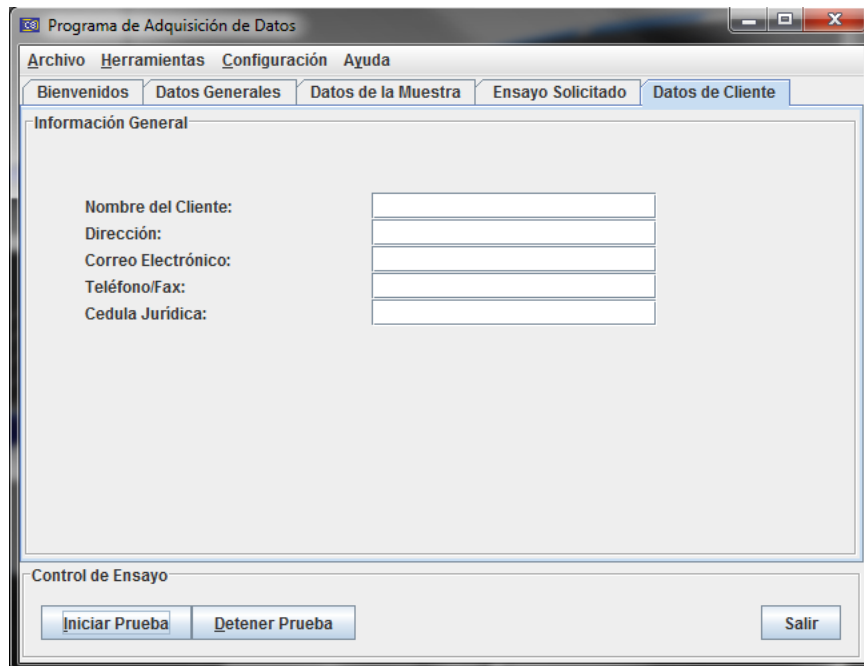 Programa de Adquisición de Datos
Archivo Herramientas Configuración Ayuda
Bienvenidos Datos Generales Datos de la Muestra Ensayo Solicitado Datos de Cliente
Información General
Nombre del Cliente:
Dirección:
Correo Electrónico:
Teléfono/Fax:
Cedula Jurídica:
Control de Ensayo
Iniciar Prueba Detener Prueba Salir